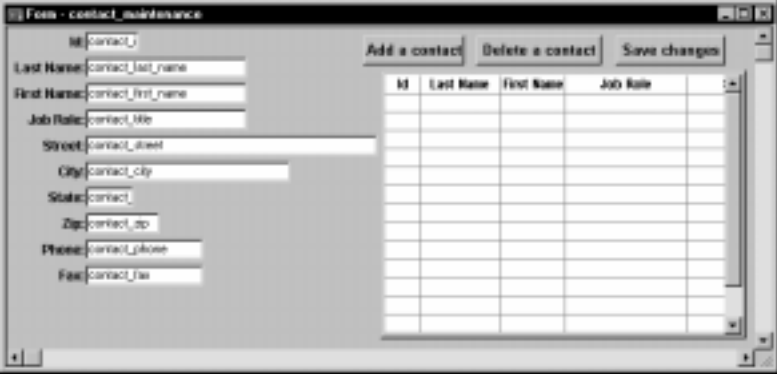 Form - contact_maintenance
Id: contact_i
Last Name: contact_last_name
First Name: contact_first_name
Job Role: contact_title
Street: contact_street
City: contact_city
State: contact_
Zip: contact_zip
Phone: contact_phone
Fax: contact_fax
Add a contact Delete a contact Save changes
Id Last Name First Name Job Role